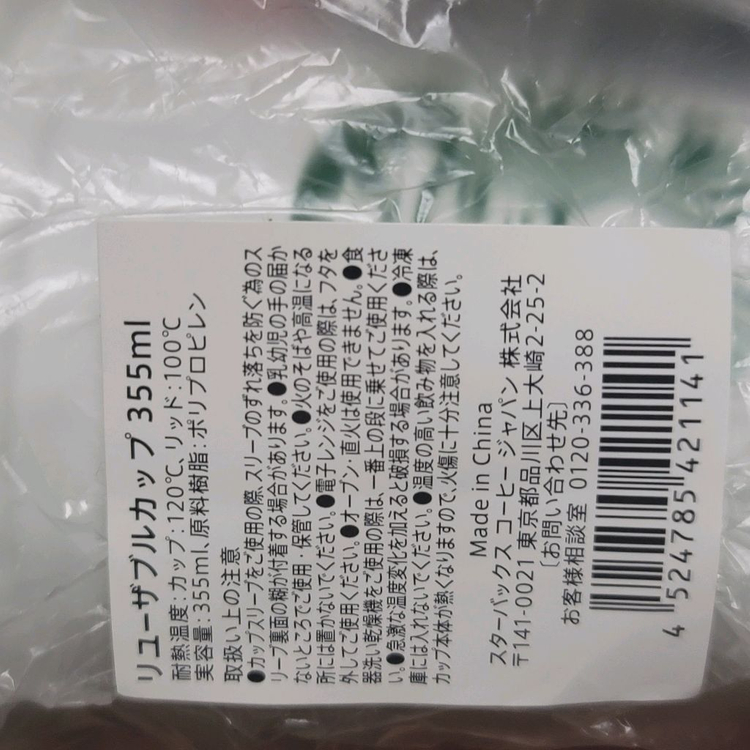 リユーザブルカップ 355ml
耐熱温度:カップ:120℃、リッド:100℃
実容量:355ml、原料樹脂:ポリプロピレン
取扱い上の注意
●カップスリーブをご使用の際、スリーブのずれ落ちを防ぐ為のス
リーブ裏面の糊が付着する場合があります。●乳幼児の手の届か
ないところでご使用・保管してください。●火のそばや高温になる
所には置かないでください。●電子レンジをご使用の際は、フタを
外してご使用ください。●オーブン・直火は使用できません。●食
器洗い乾燥機をご使用の際は、一番上の段に乗せてご使用くださ
い。●急激な温度変化を加えると破損する場合があります。●冷凍
庫には入れないでください。●温度の高い飲み物を入れる際は、
カップ本体が熱くなりますので、火傷に十分注意してください。
Made in China
スターバックス コーヒー ジャパン 株式会社
〒141-0021 東京都品川区上大崎2-25-2
〔お問い合わせ先〕
お客様相談室 0120-336-388
4 524785 421141